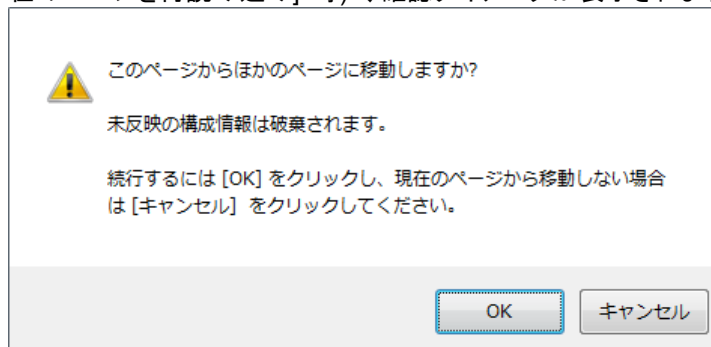 このページからほかのページに移動しますか?
未反映の構成情報は破棄されます。
続行するには [OK] をクリックし、現在のページから移動しない場合
は [キャンセル] をクリックしてください。
OK
キャンセル